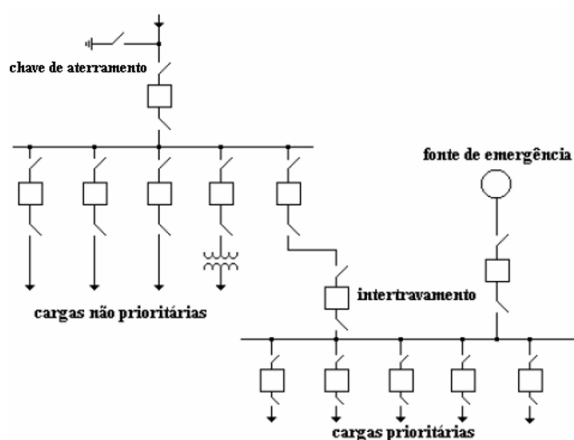 chave de aterramento
fonte de emergência
intertravamento
cargas não prioritárias
cargas prioritárias